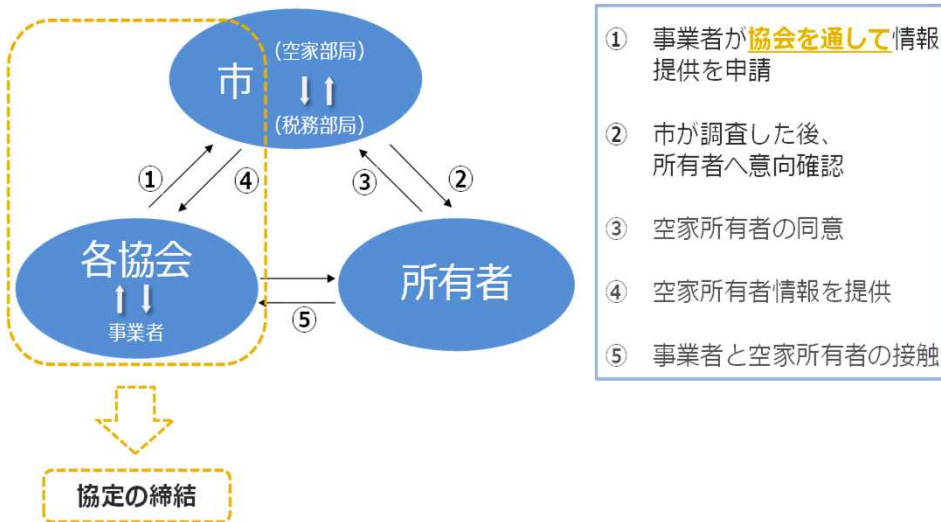 市
(空家部局)
(税務部局)
①
④
③
②
各協会
事業者
所有者
⑤
協定の締結
① 事業者が協会を通して情報
提供を申請
② 市が調査した後、
所有者へ意向確認
③ 空家所有者の同意
④ 空家所有者情報を提供
⑤ 事業者と空家所有者の接触